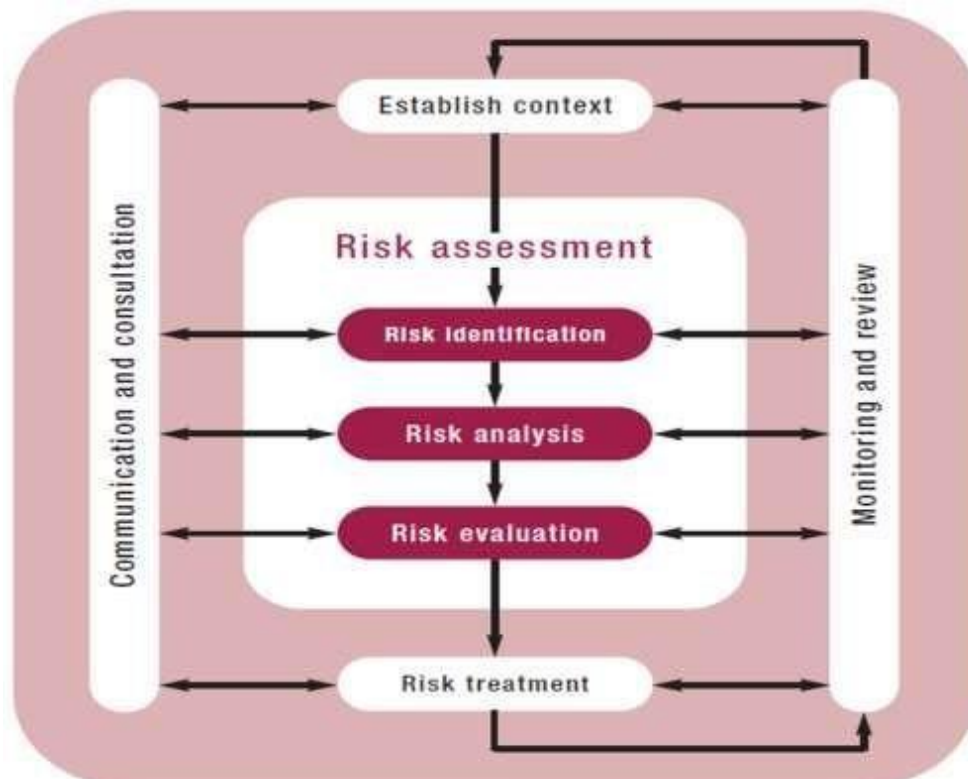 Establish context
Communication and consultation
Risk assessment
Risk identification
Risk analysis
Risk evaluation
Risk treatment
Monitoring and review